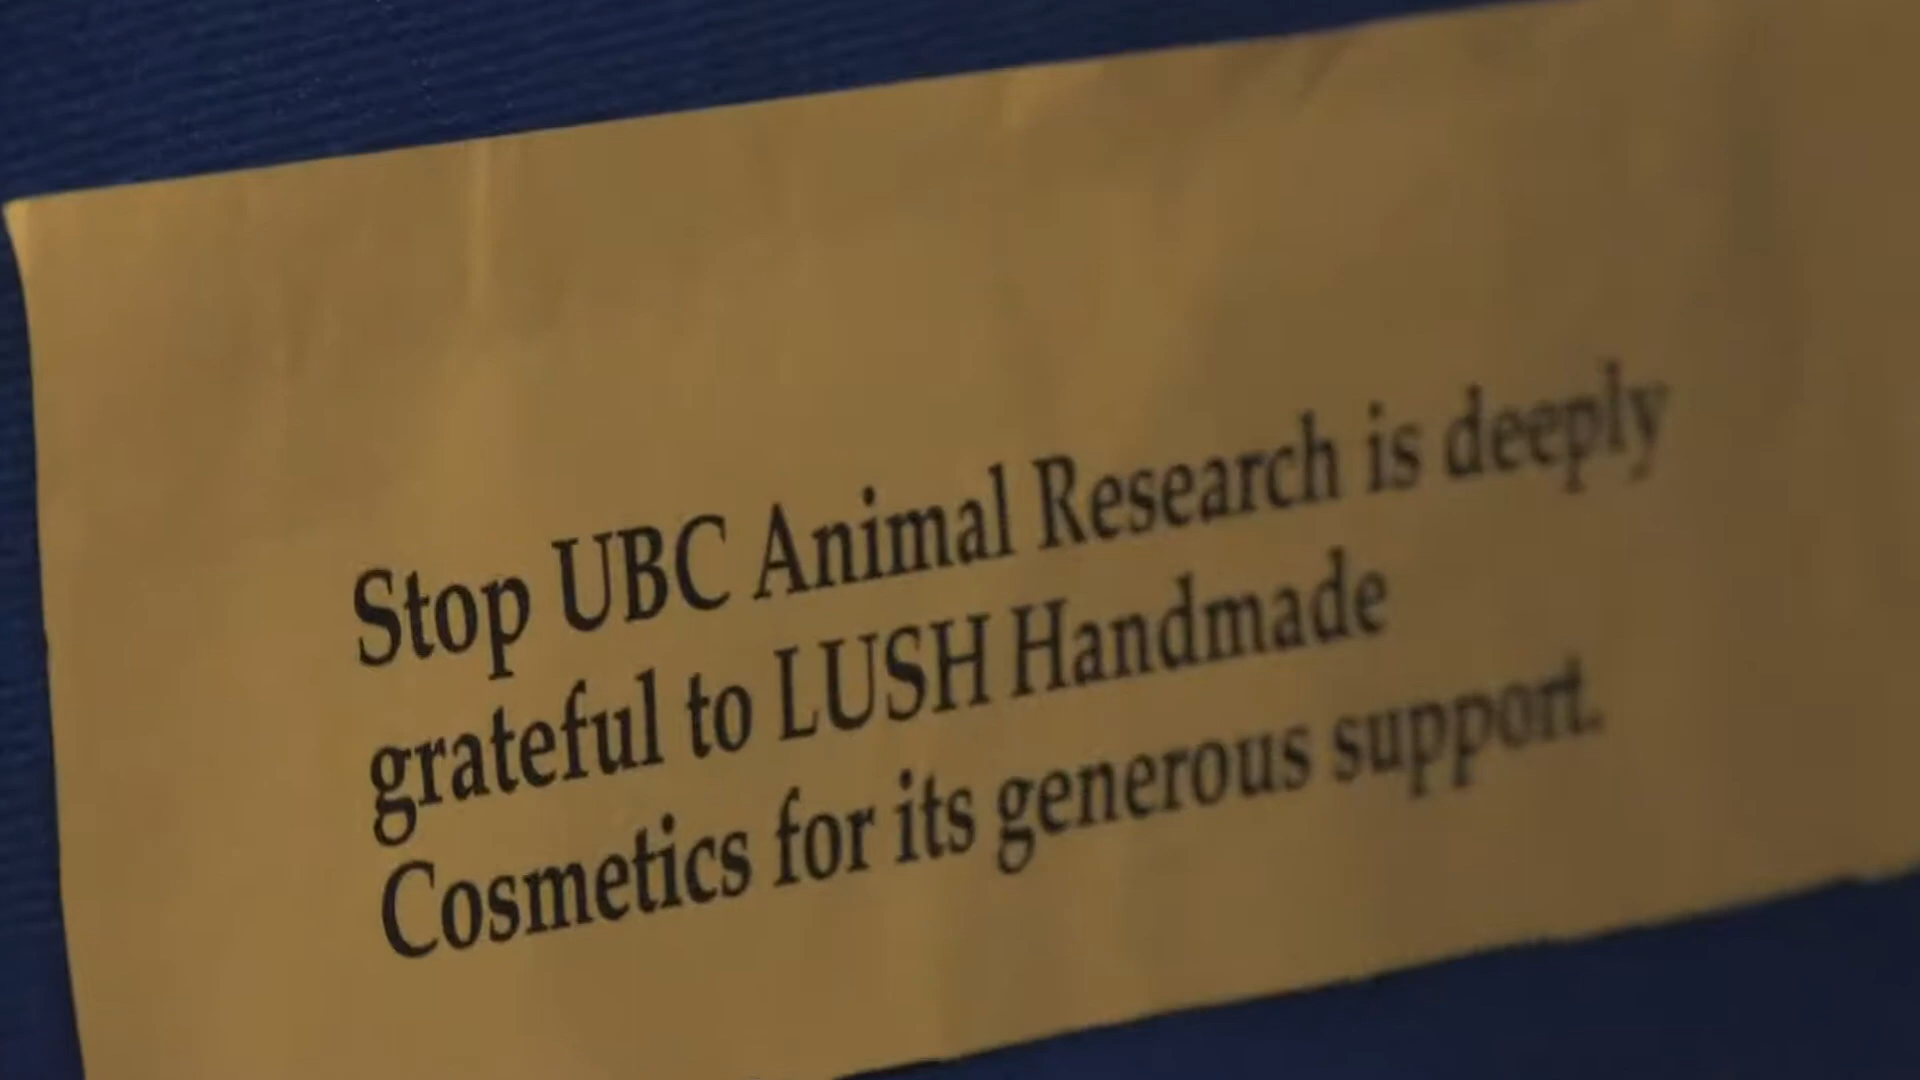 Stop UBC Animal Research is deeply
grateful to LUSH Handmade
Cosmetics for its generous support.